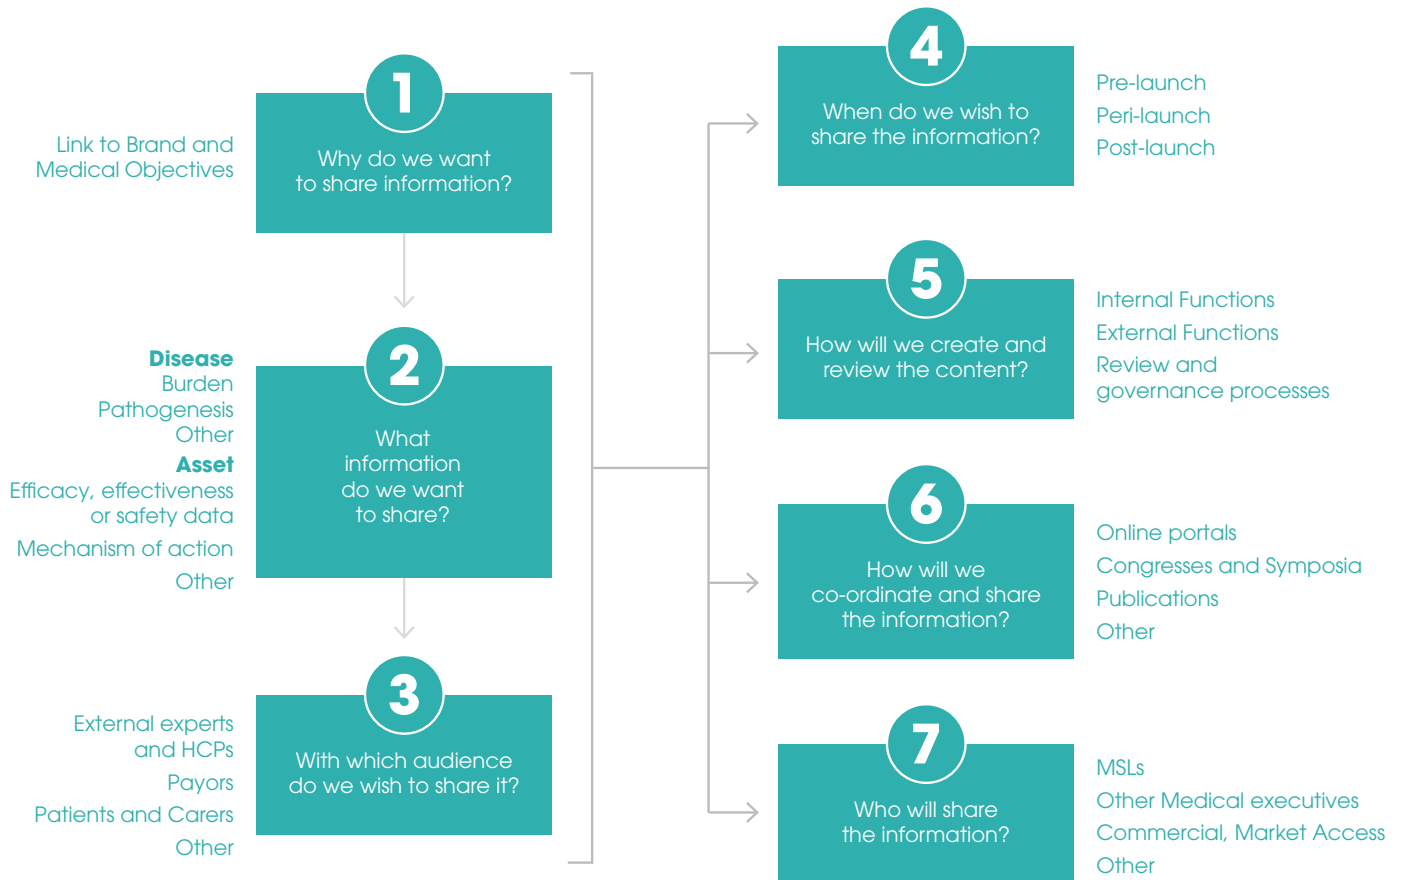 1
Link to Brand and
Medical Objectives
Why do we want
to share information?
2
Disease
Burden
Pathogenesis
Other
Asset
Efficacy, effectiveness
or safety data
Mechanism of action
Other
What
information
do we want
to share?
3
External experts
and HCPs
Payors
Patients and Carers
Other
With which audience
do we wish to share it?
4
When do we wish to
share the information?
Pre-launch
Peri-launch
Post-launch
5
How will we create and
review the content?
Internal Functions
External Functions
Review and
governance processes
6
How will we
co-ordinate and share
the information?
Online portals
Congresses and Symposia
Publications
Other
7
Who will share
the information?
MSLs
Other Medical executives
Commercial, Market Access
Other